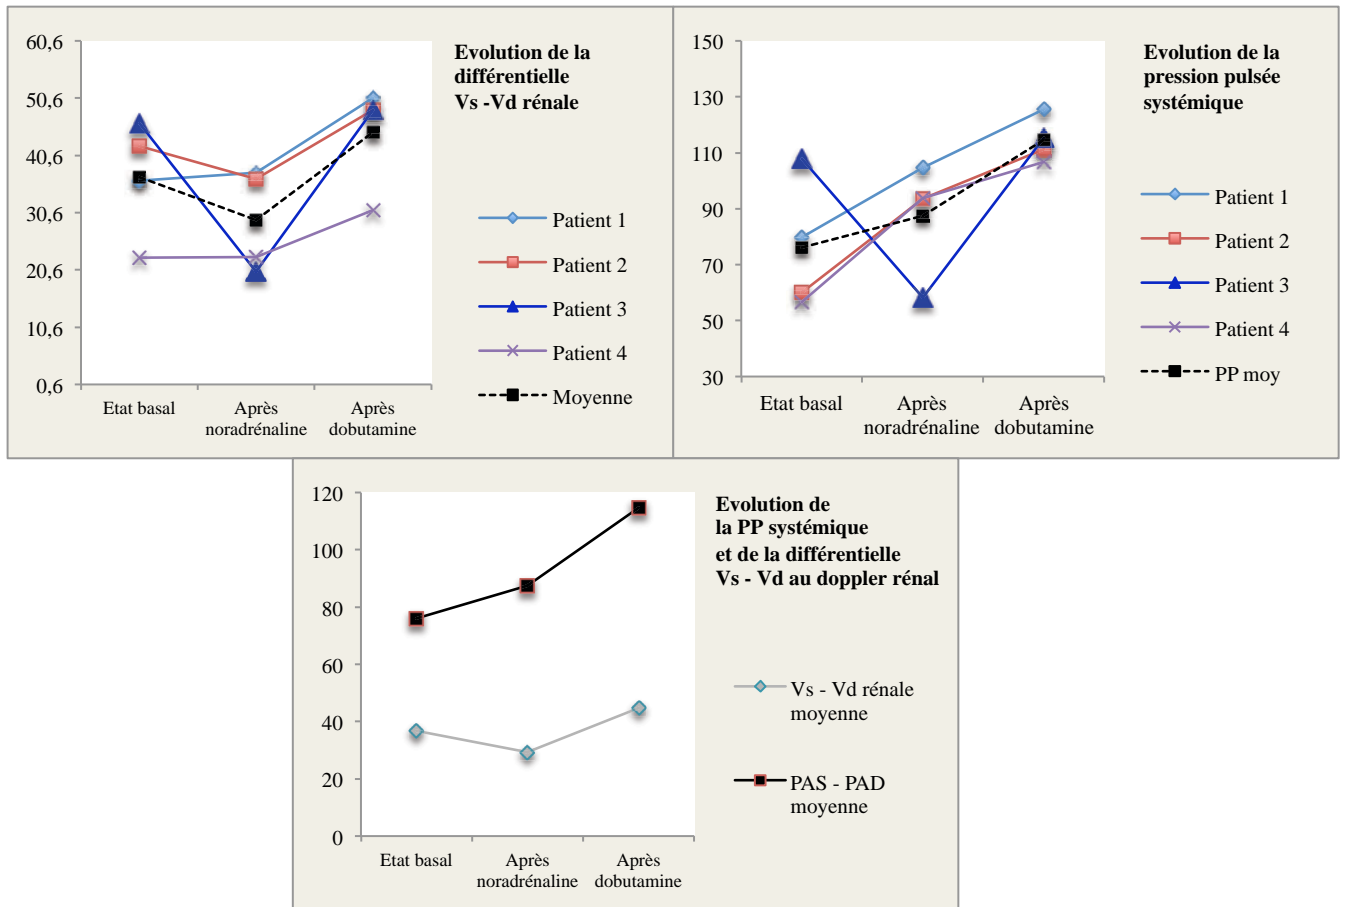 Evolution de la
différentielle
Vs -Vd rénale
60,6
50,6
40,6
30,6
20,6
10,6
0,6
Etat basal
Après
noradrénaline
Après
dobutamine
Patient 1
Patient 2
Patient 3
Patient 4
Moyenne
Evolution de la
pression pulsée
systémique
150
130
110
90
70
50
30
Etat basal
Après
noradrénaline
Après
dobutamine
Patient 1
Patient 2
Patient 3
Patient 4
PP moy
Evolution de
la PP systémique
et de la différentielle
Vs - Vd au doppler rénal
120
100
80
60
40
20
0
Etat basal
Après
noradrénaline
Après
dobutamine
Vs - Vd rénale
moyenne
PAS - PAD
moyenne